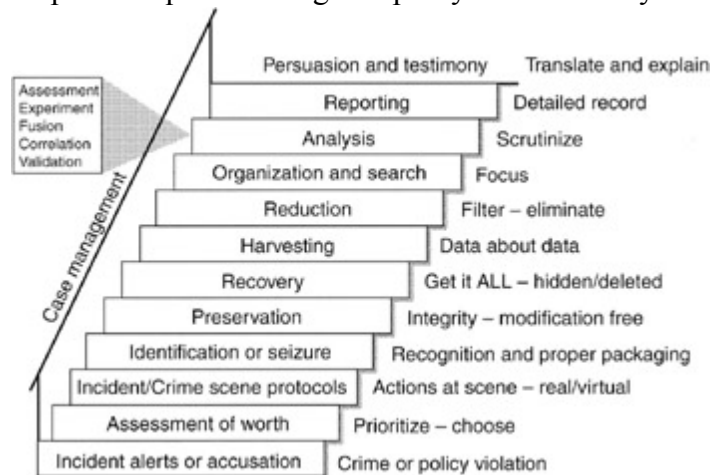 Persuasion and testimony Translate and explain
Reporting Detailed record
Assessment
Experiment
Fusion
Correlation
Validation
Analysis Scrutinize
Organization and search Focus
Reduction Filter – eliminate
Harvesting Data about data
Case management
Recovery Get it ALL – hidden/deleted
Preservation Integrity – modification free
Identification or seizure Recognition and proper packaging
Incident/Crime scene protocols Actions at scene – real/virtual
Assessment of worth Prioritize – choose
Incident alerts or accusation Crime or policy violation